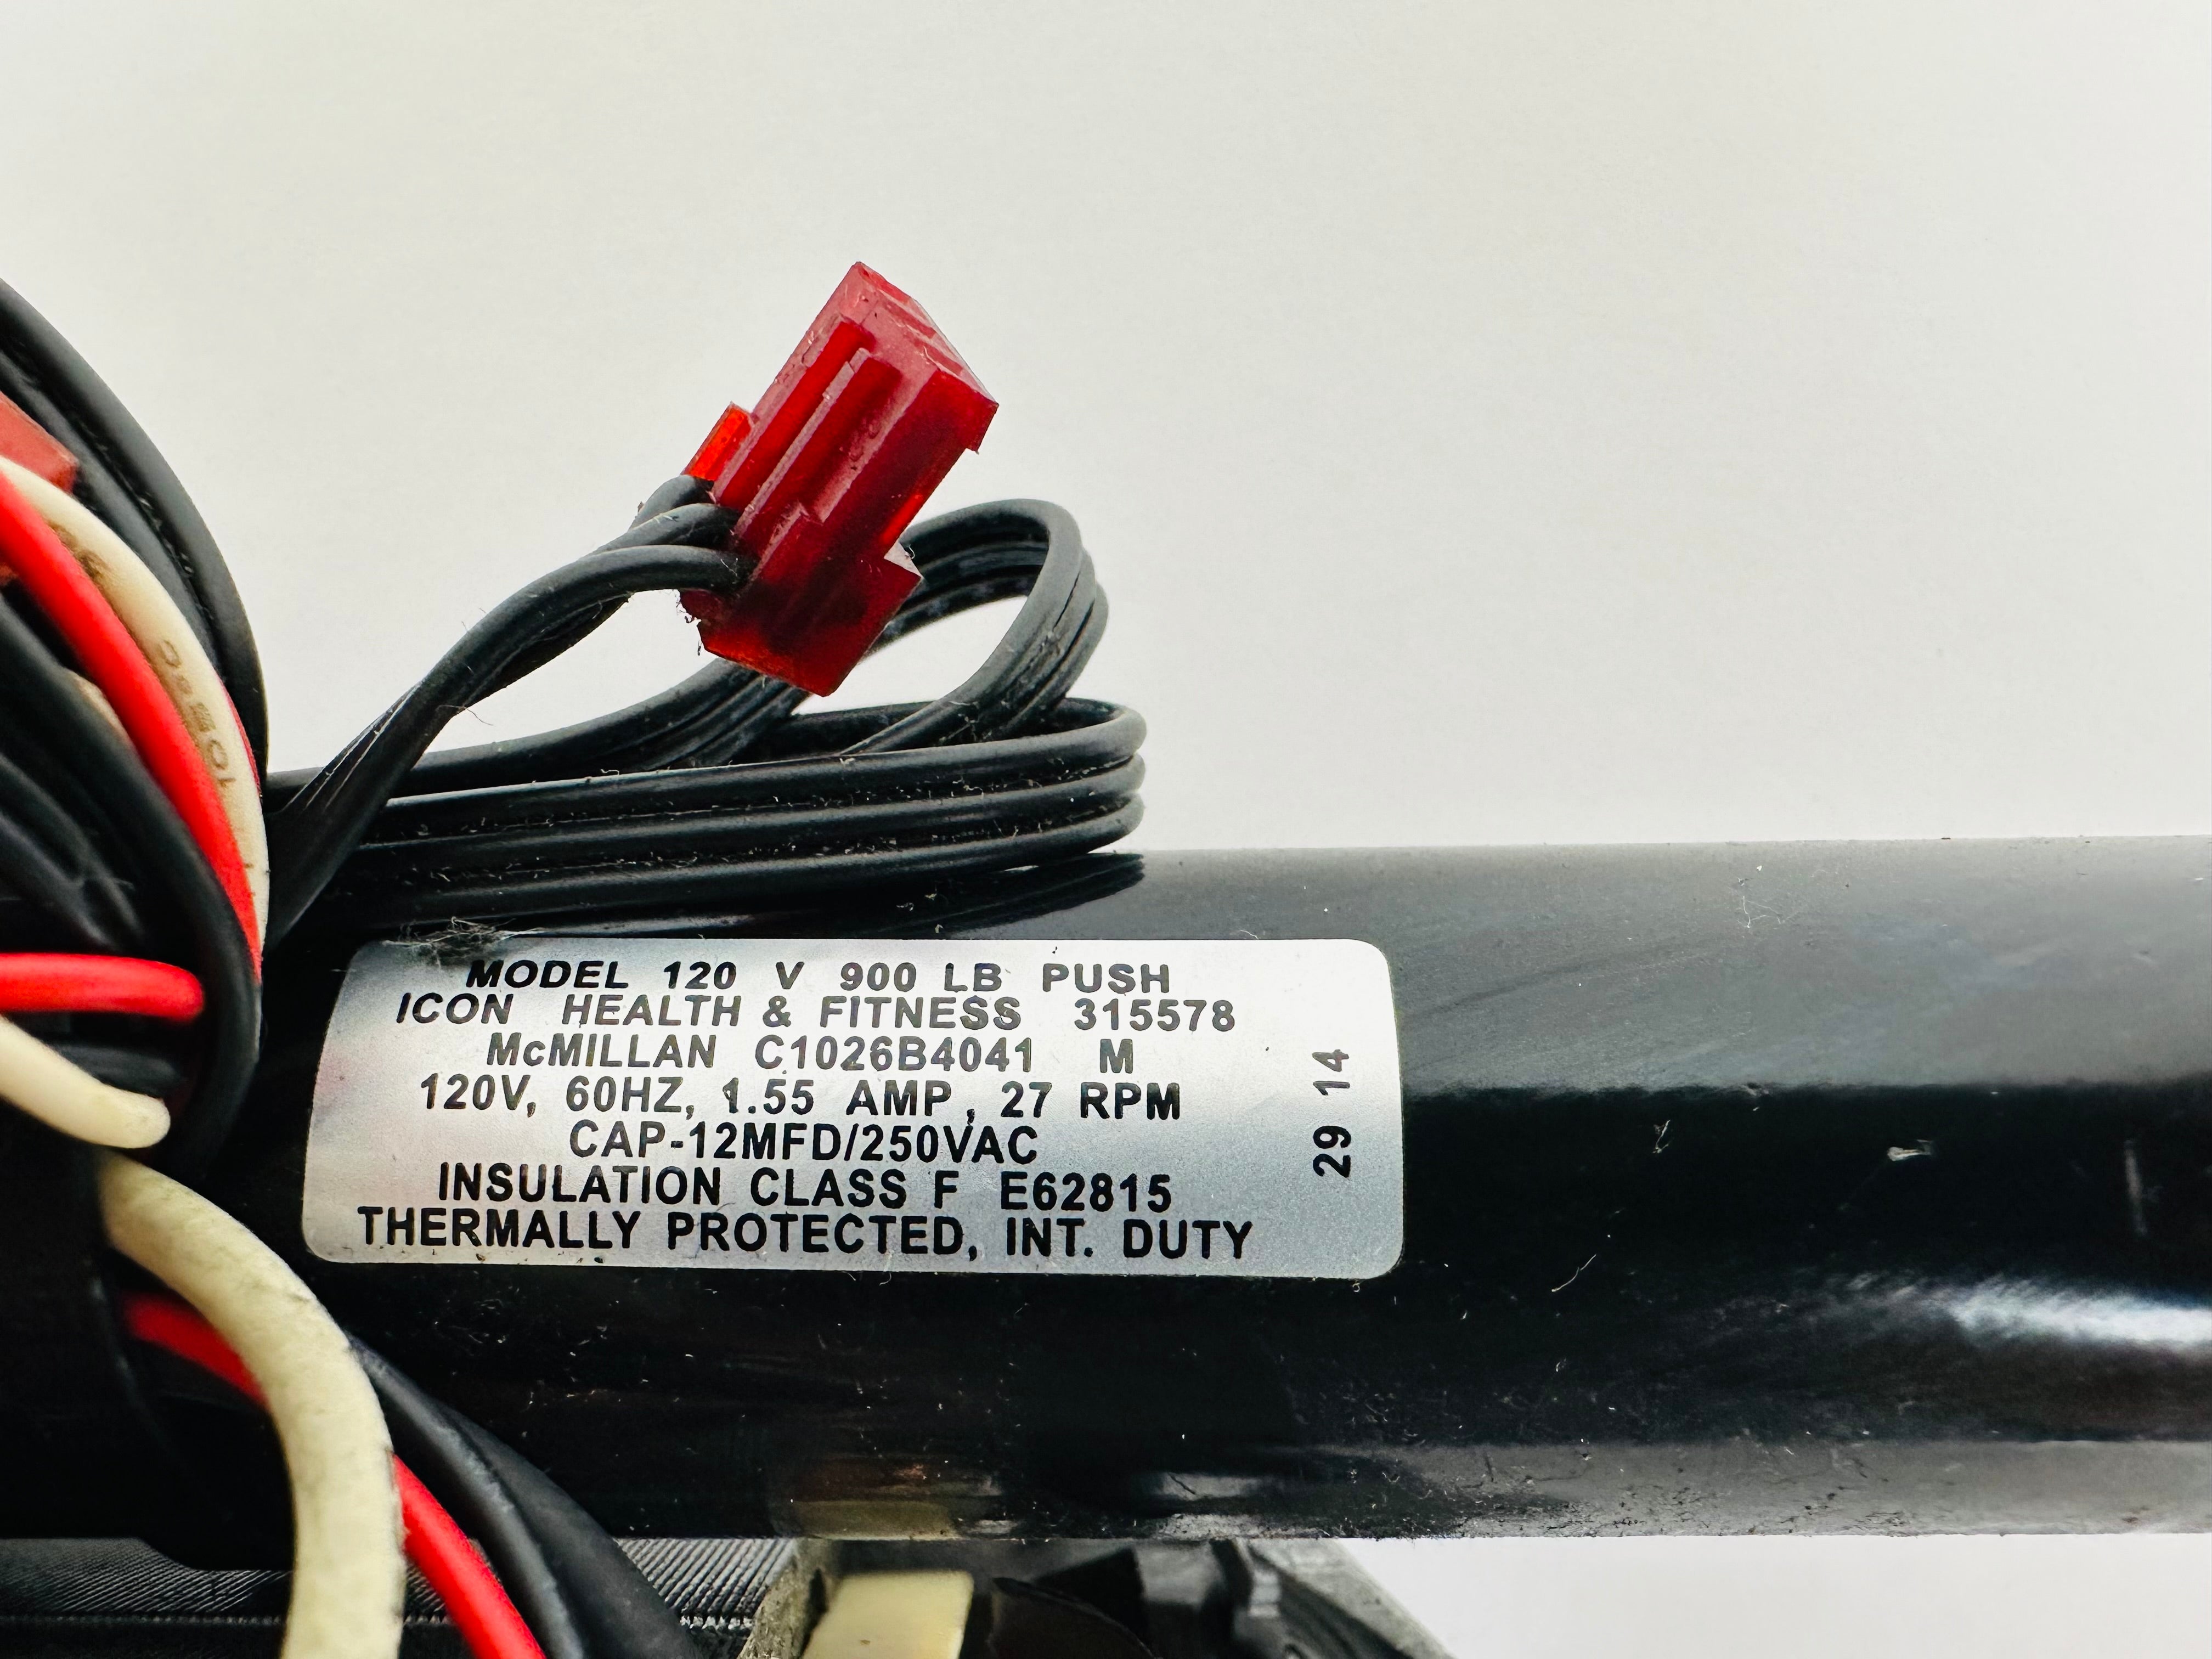 MODEL 120 V 900 LB PUSH
ICON HEALTH & FITNESS 315578
McMILLAN C1026B4041 M
120V, 60HZ, 1.55 AMP, 27 RPM
CAP-12MFD/250VAC
INSULATION CLASS F E62815
THERMALLY PROTECTED, INT. DUTY
29 14